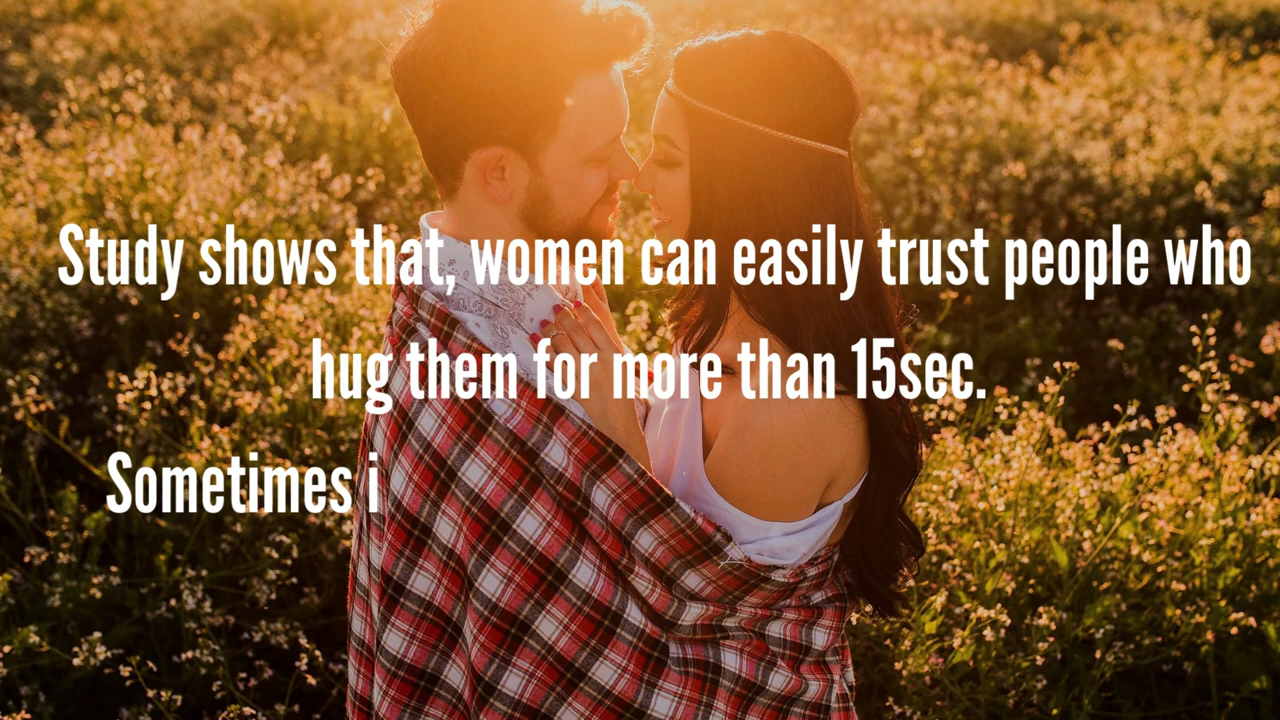 Study shows that, women can easily trust people who
hug them for more than 15sec.
Sometimes i